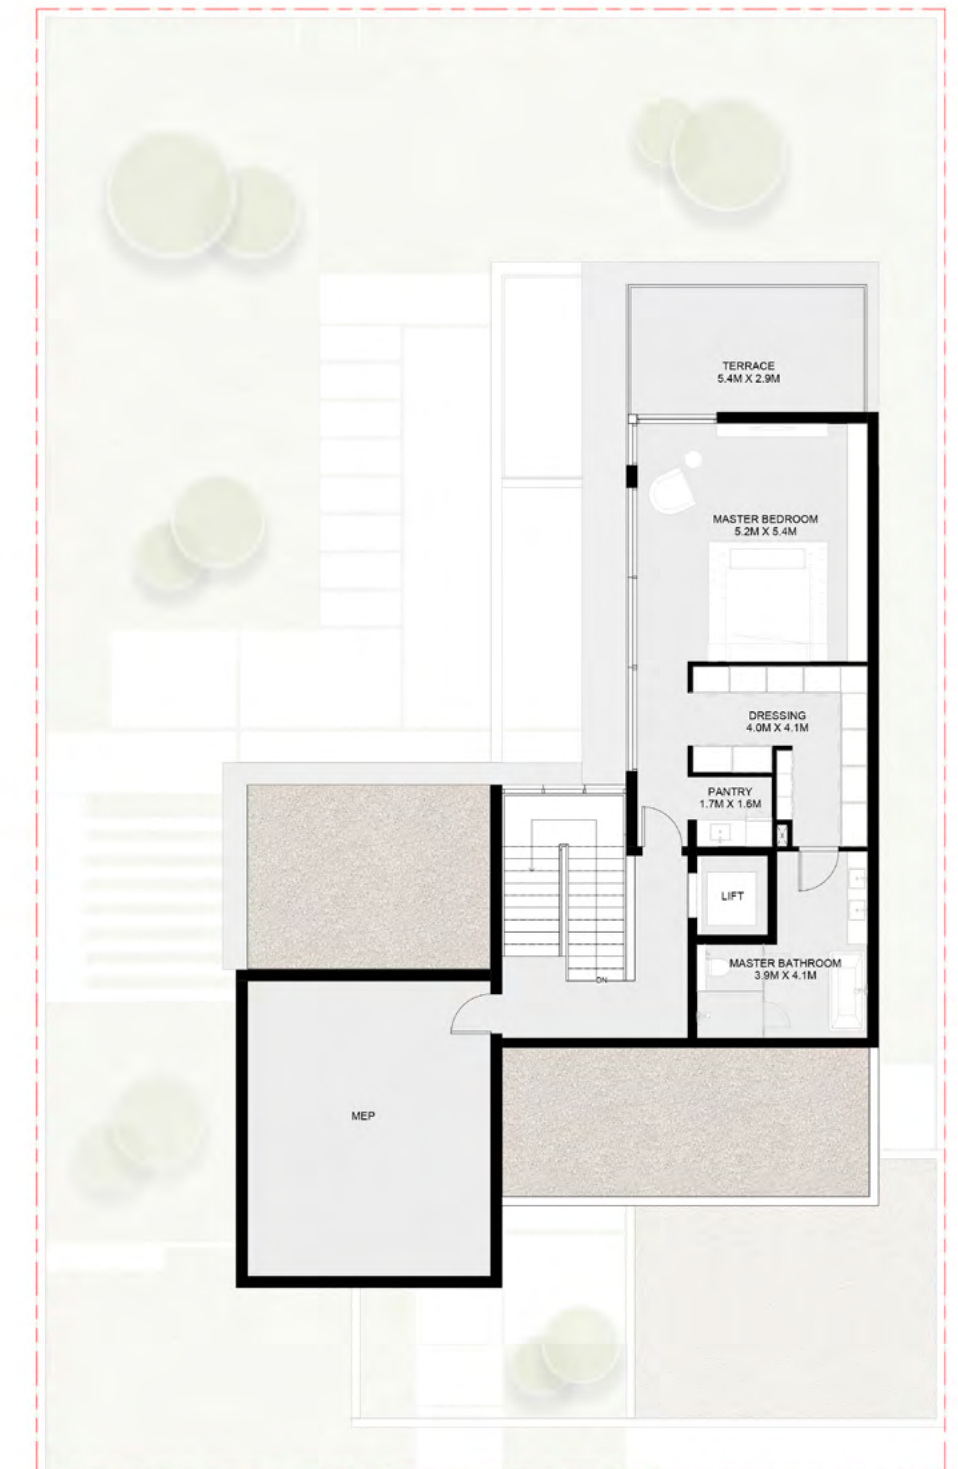 TERRACE
5.4M X 2.9M
MASTER BEDROOM
5.2M X 5.4M
DRESSING
4.0M X 4.1M
PANTRY
1.7M X 1.6M
LIFT
MASTER BATHROOM
3.9M X 4.1M
DN
MEP